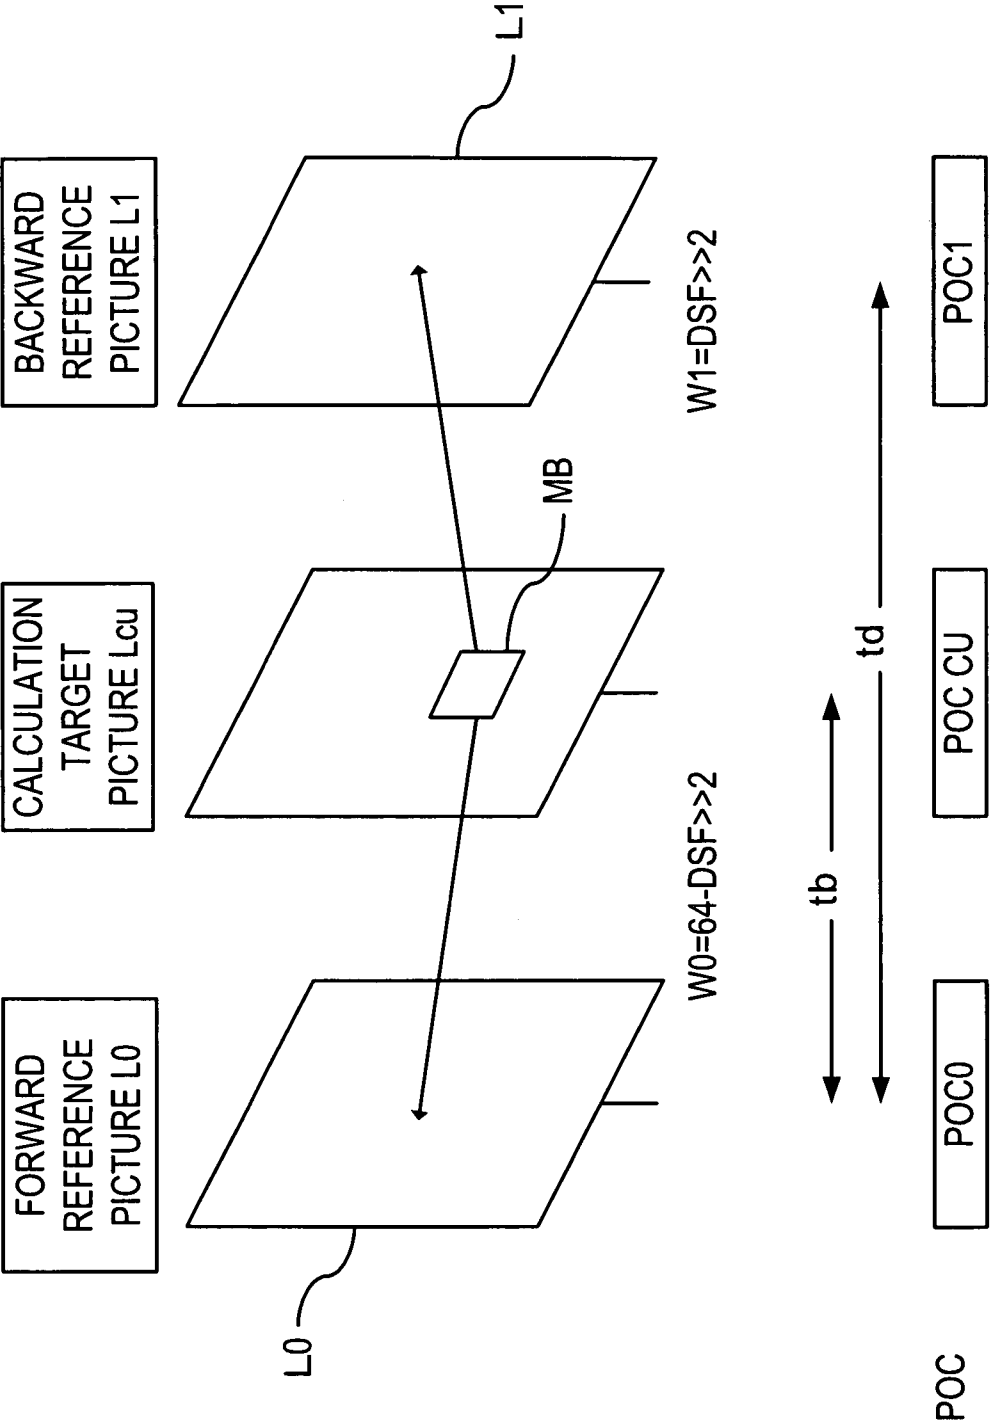 FORWARD
REFERENCE
PICTURE L0
CALCULATION
TARGET
PICTURE Lcu
BACKWARD
REFERENCE
PICTURE L1
L0
L1
MB
W0=64-DSF>>2
W1=DSF>>2
tb
td
POC
POC0
POC CU
POC1